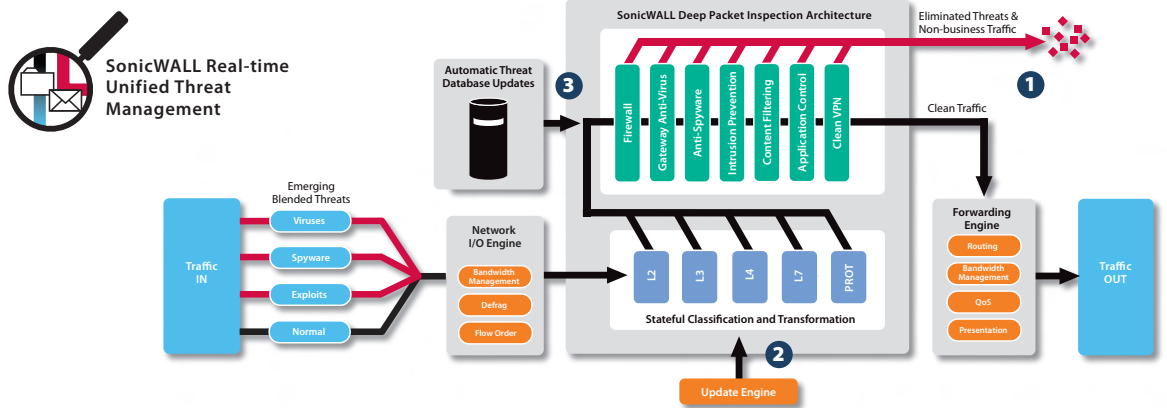 SonicWALL Real-time
Unified Threat
Management
SonicWALL Deep Packet Inspection Architecture
Eliminated Threats &
Non-business Traffic
1
Automatic Threat
Database Updates
3
Firewall
Gateway Anti-Virus
Anti-Spyware
Intrusion Prevention
Content Filtering
Application Control
Clean VPN
Clean Traffic
Emerging
Blended Threats
Traffic
IN
Viruses
Spyware
Exploits
Normal
Network
I/O Engine
Bandwidth
Management
Defrag
Flow Order
L2
L3
L4
L7
PROT
Stateful Classification and Transformation
2
Update Engine
Forwarding
Engine
Routing
Bandwidth
Management
QoS
Presentation
Traffic
OUT